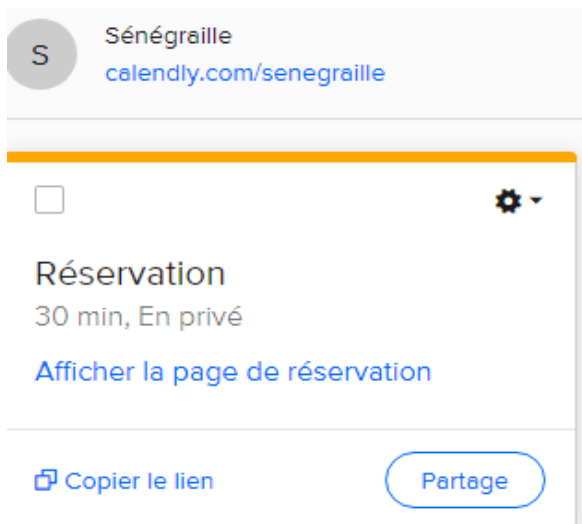 S
Sénégraille
calendly.com/senegraille
Réservation
30 min, En privé
Afficher la page de réservation
Copier le lien
Partage